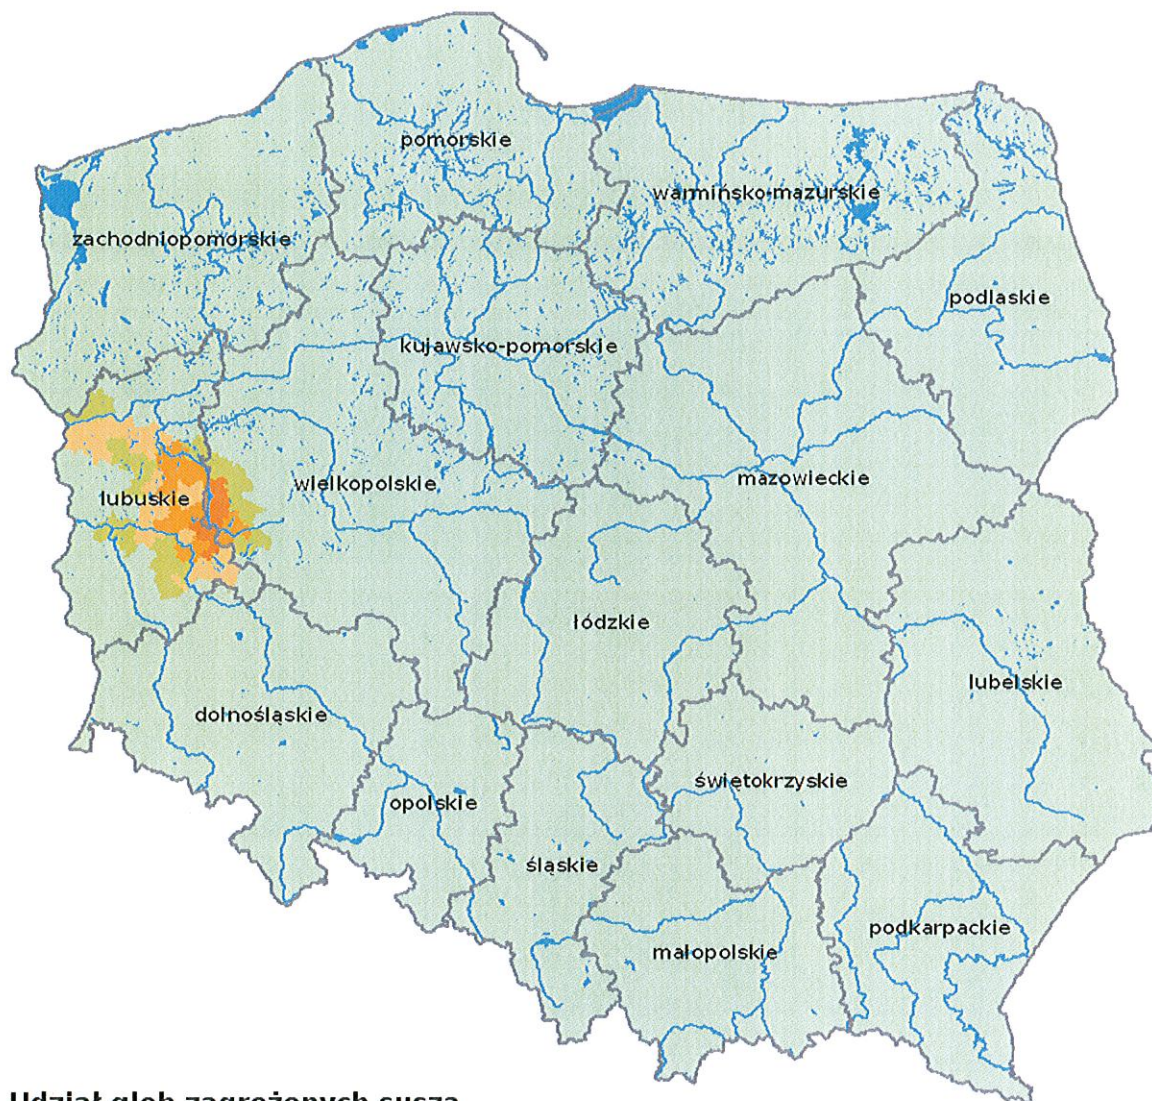 pomorskie
warmińsko-mazurskie
zachodniopomorskie
podlaskie
kujawsko-pomorskie
mazowieckie
wielkopolskie
lubuskie
łódzkie
lubelskie
dolnośląskie
świętokrzyskie
opolskie
śląskie
podkarpackie
małopolskie
Udział gleb zagrożonych suszą